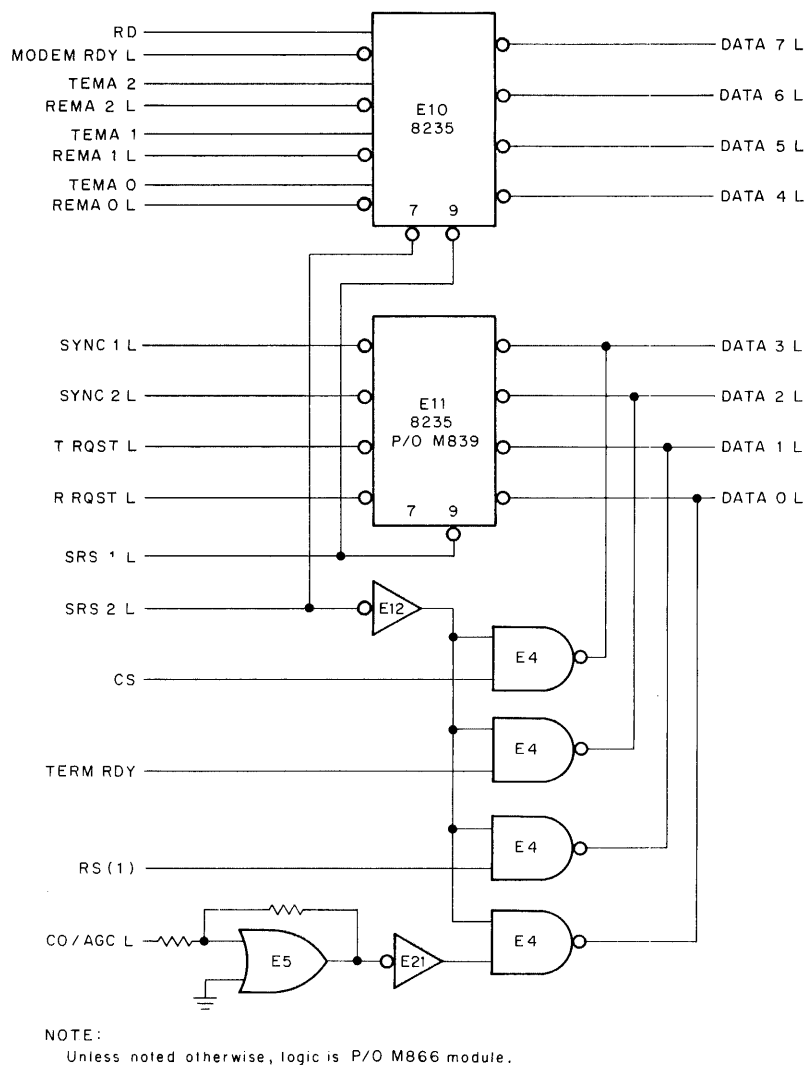 RD
MODEM RDY L
TEMA 2
REMA 2 L
TEMA 1
REMA 1 L
TEMA 0
REMA 0 L
E10
8235
7 9
DATA 7 L
DATA 6 L
DATA 5 L
DATA 4 L
SYNC 1 L
SYNC 2 L
T RQST L
R RQST L
E11
8235
P/O M839
7 9
DATA 3 L
DATA 2 L
DATA 1 L
DATA 0 L
SRS 1 L
SRS 2 L
E12
CS
E4
TERM RDY
E4
RS (1)
E4
CO/AGC L
E5
E21
E4
NOTE:
Unless noted otherwise, logic is P/O M866 module.